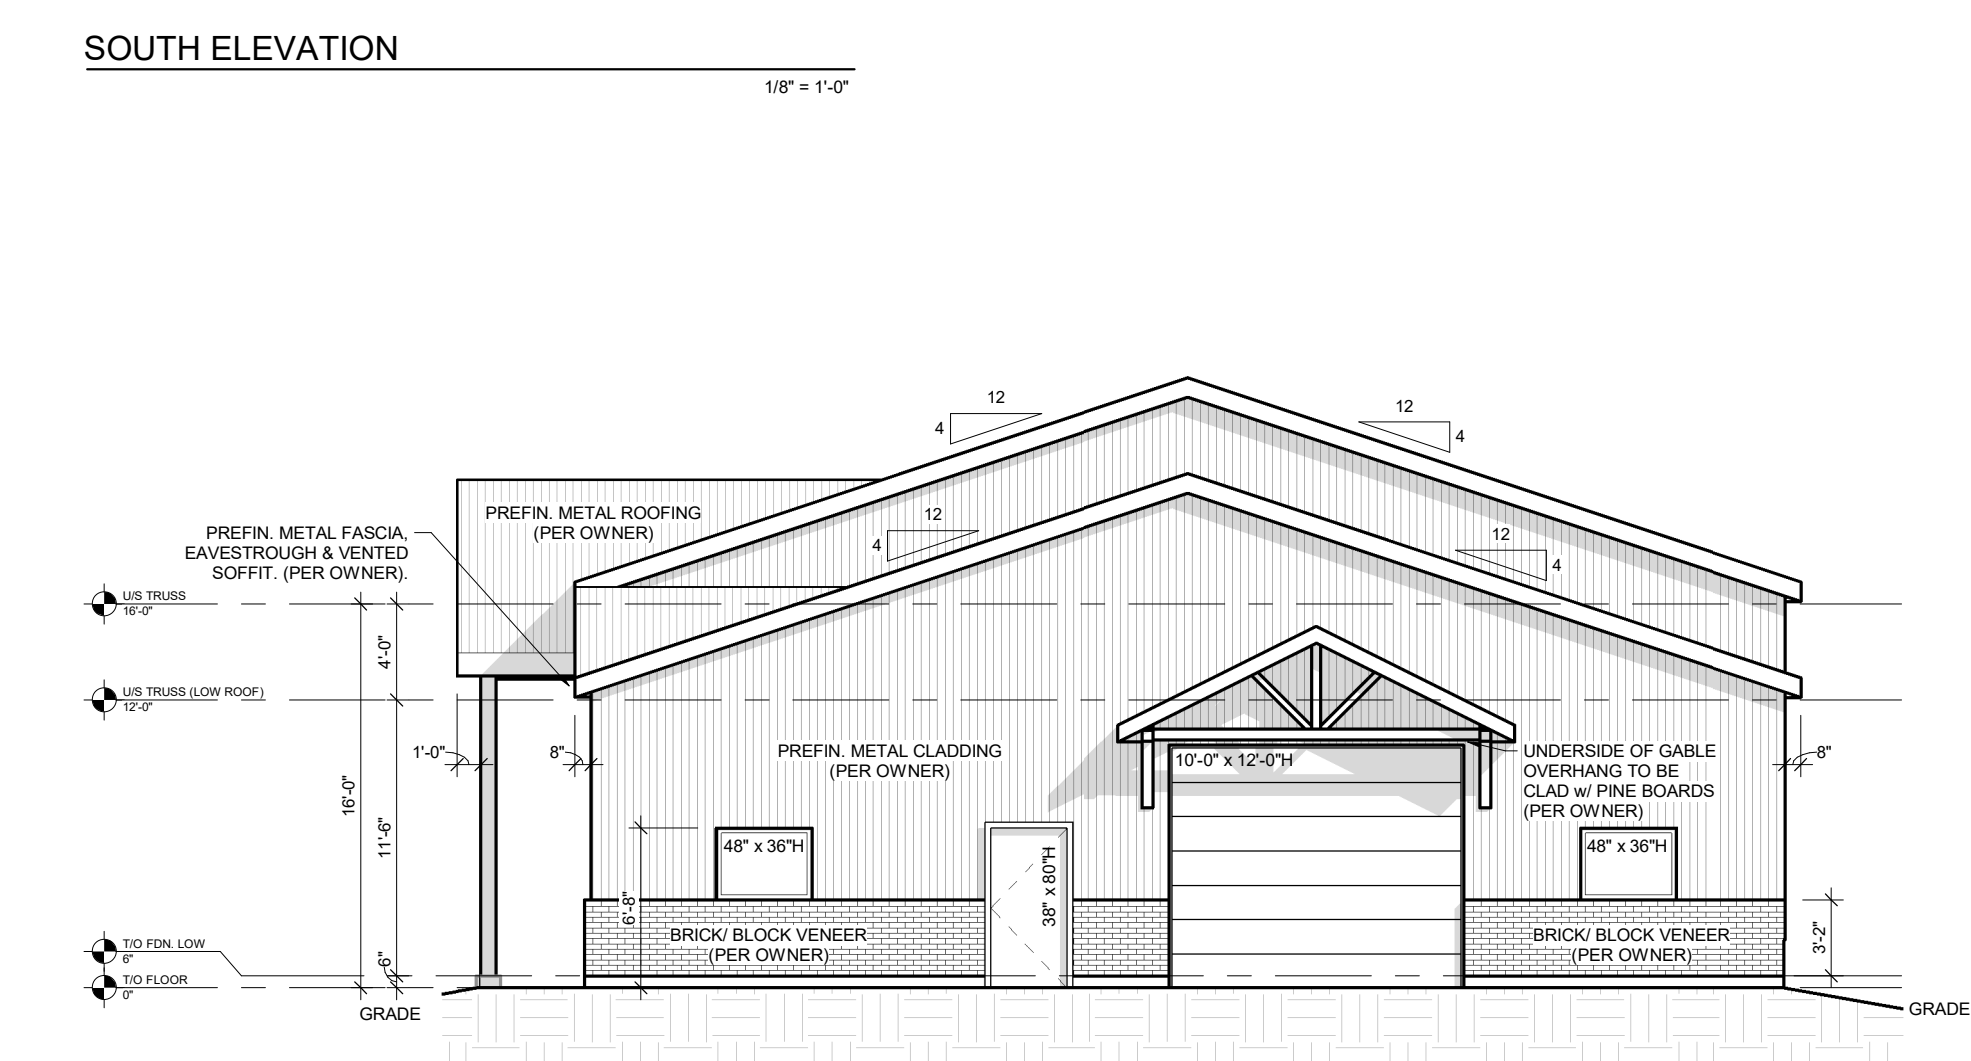 SOUTH ELEVATION
1/8" = 1'-0"
12
4
12
4
PREFIN. METAL ROOFING
(PER OWNER)
12
4
12
4
PREFIN. METAL FASCIA,
EAVESTROUGH & VENTED
SOFFIT. (PER OWNER).
U/S TRUSS
16'-0"
4'-0"
U/S TRUSS (LOW ROOF)
12'-0"
1'-0"
8"
PREFIN. METAL CLADDING
(PER OWNER)
10'-0" x 12'-0"H
UNDERSIDE OF GABLE
OVERHANG TO BE
CLAD w/ PINE BOARDS
(PER OWNER)
8"
16'-0"
11'-6"
48" x 36"H
38" x 80"H
48" x 36"H
6'-8"
BRICK/ BLOCK VENEER
(PER OWNER)
BRICK/ BLOCK VENEER
(PER OWNER)
3'-2"
T/O FDN. LOW
6"
6"
T/O FLOOR
0"
GRADE
GRADE